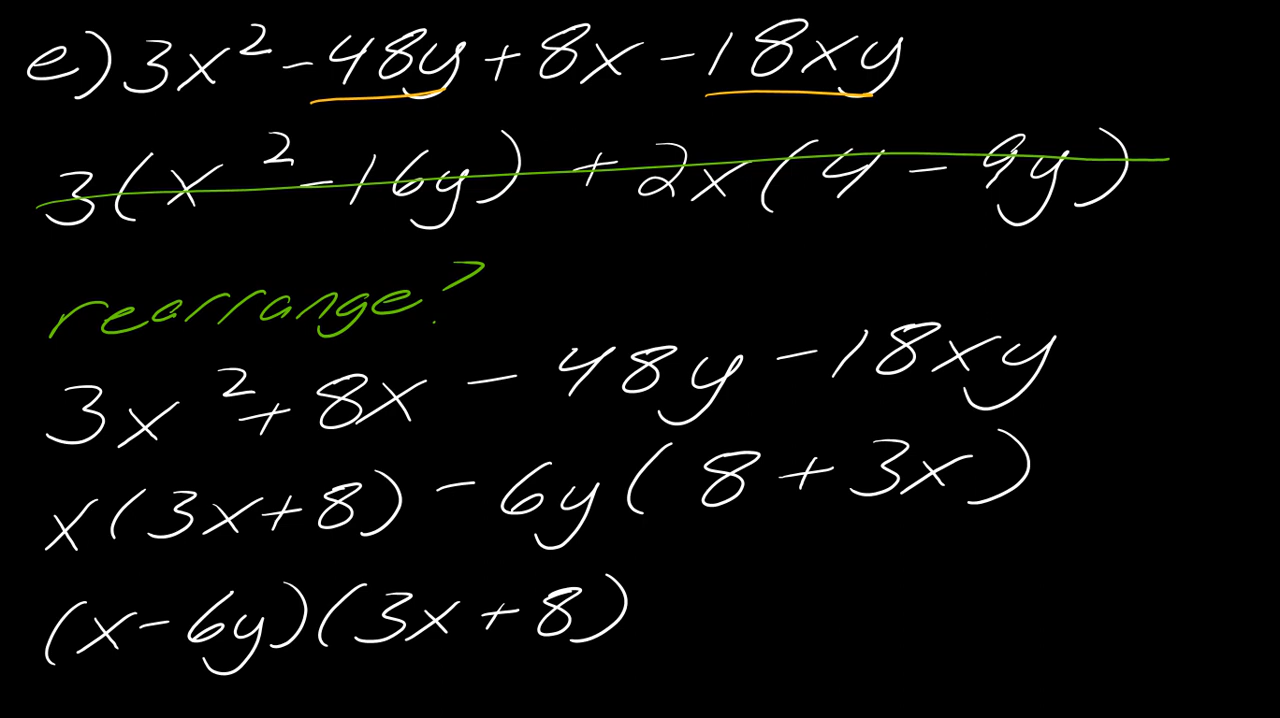 e) 3x² - 48y + 8x - 18xy
3(x² - 16y) + 2x(4 - 9y)
rearrange?
3x² + 8x - 48y - 18xy
x(3x + 8) - 6y(8 + 3x)
(x - 6y)(3x + 8)